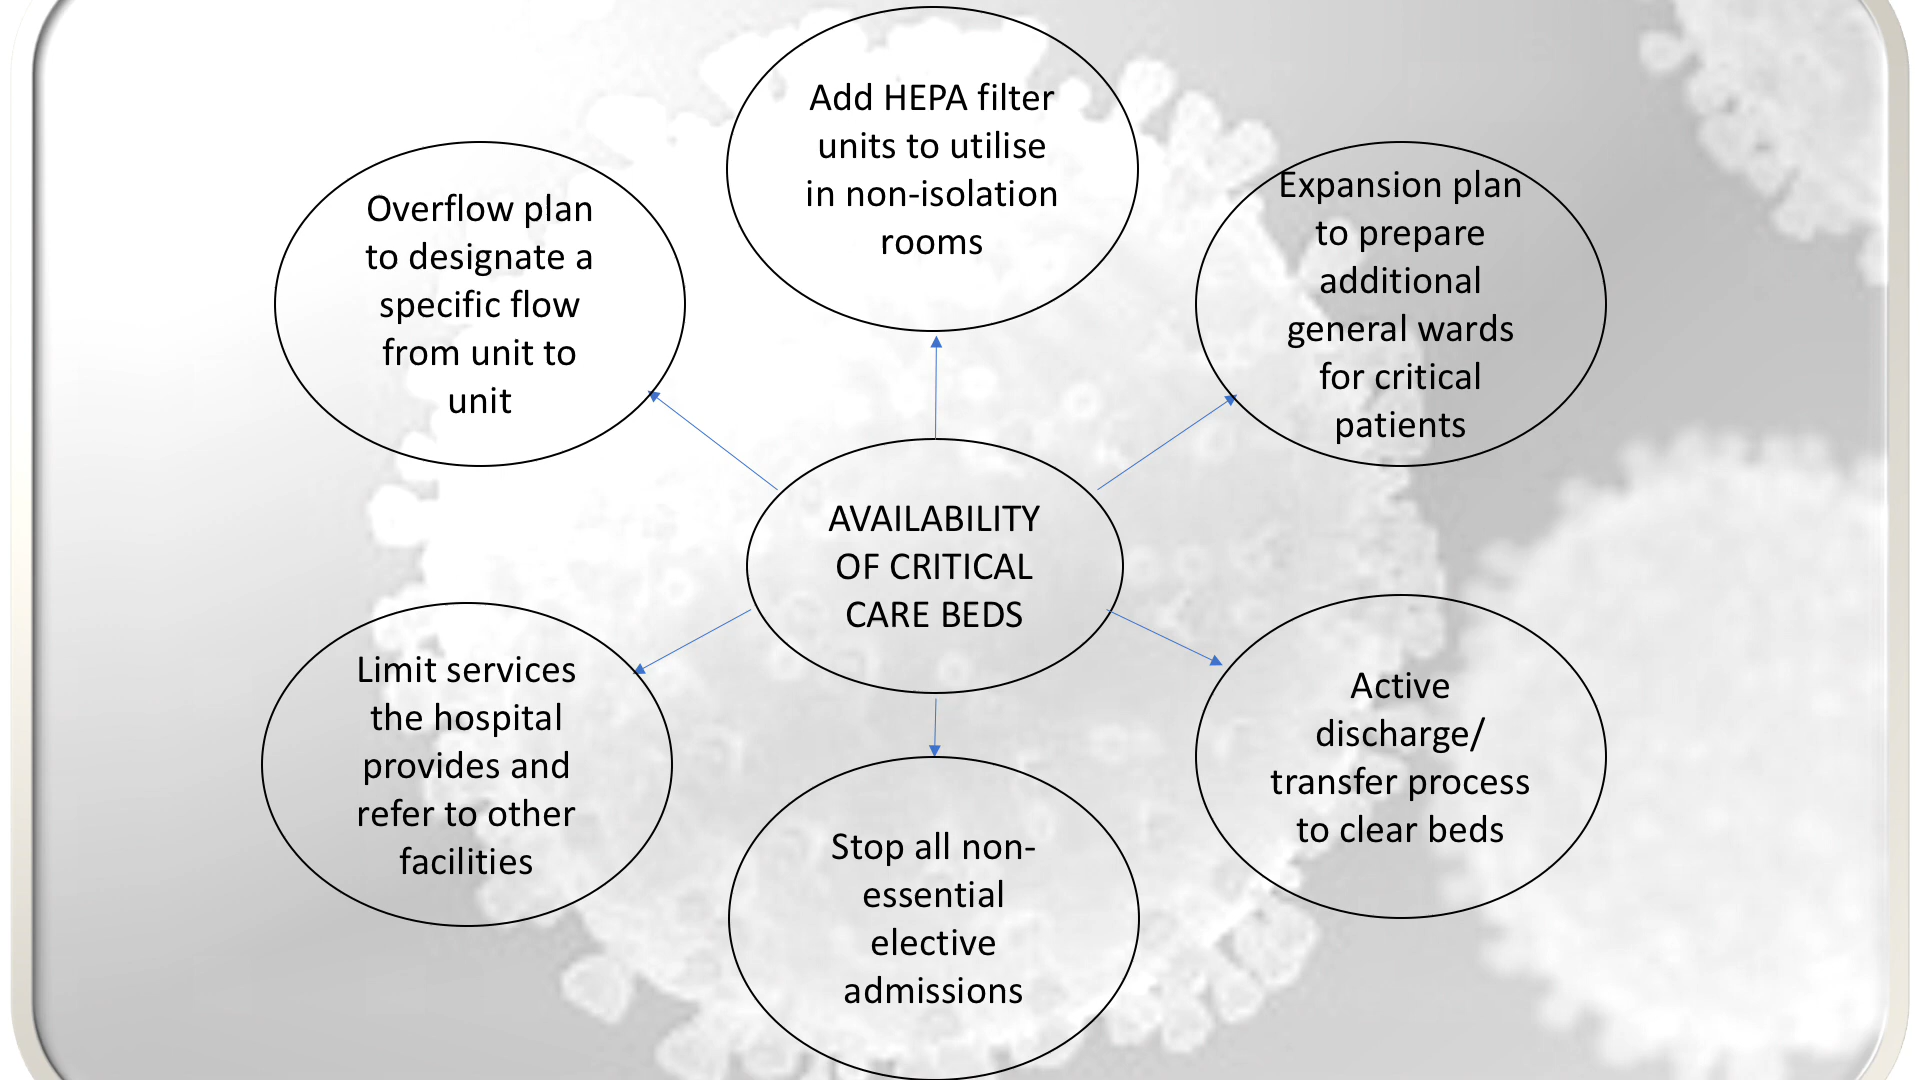 Add HEPA filter
units to utilise
in non-isolation
rooms
Overflow plan
to designate a
specific flow
from unit to
unit
Expansion plan
to prepare
additional
general wards
for critical
patients
AVAILABILITY
OF CRITICAL
CARE BEDS
Limit services
the hospital
provides and
refer to other
facilities
Active
discharge/
transfer process
to clear beds
Stop all non-
essential
elective
admissions